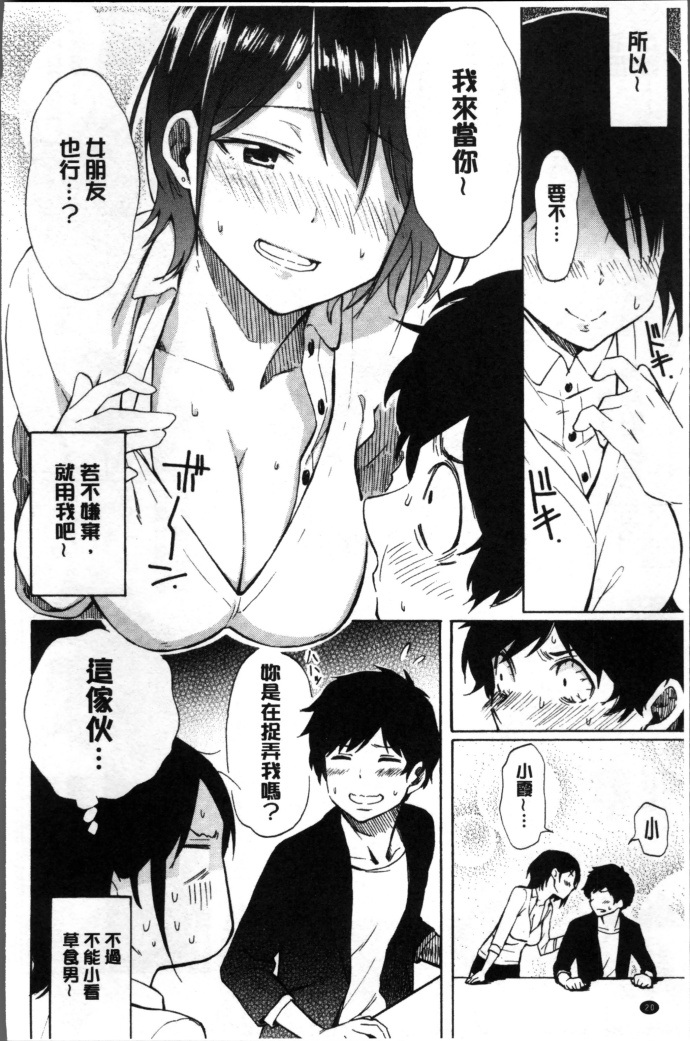 所以~
要不…
ドキ.
ドキ.
我來當你~
女朋友
也行…?
若不嫌棄,
就用我吧~
小
小霞~…
妳是在捉弄我嗎?
這傢伙…
不過
不能小看
草食男~
20